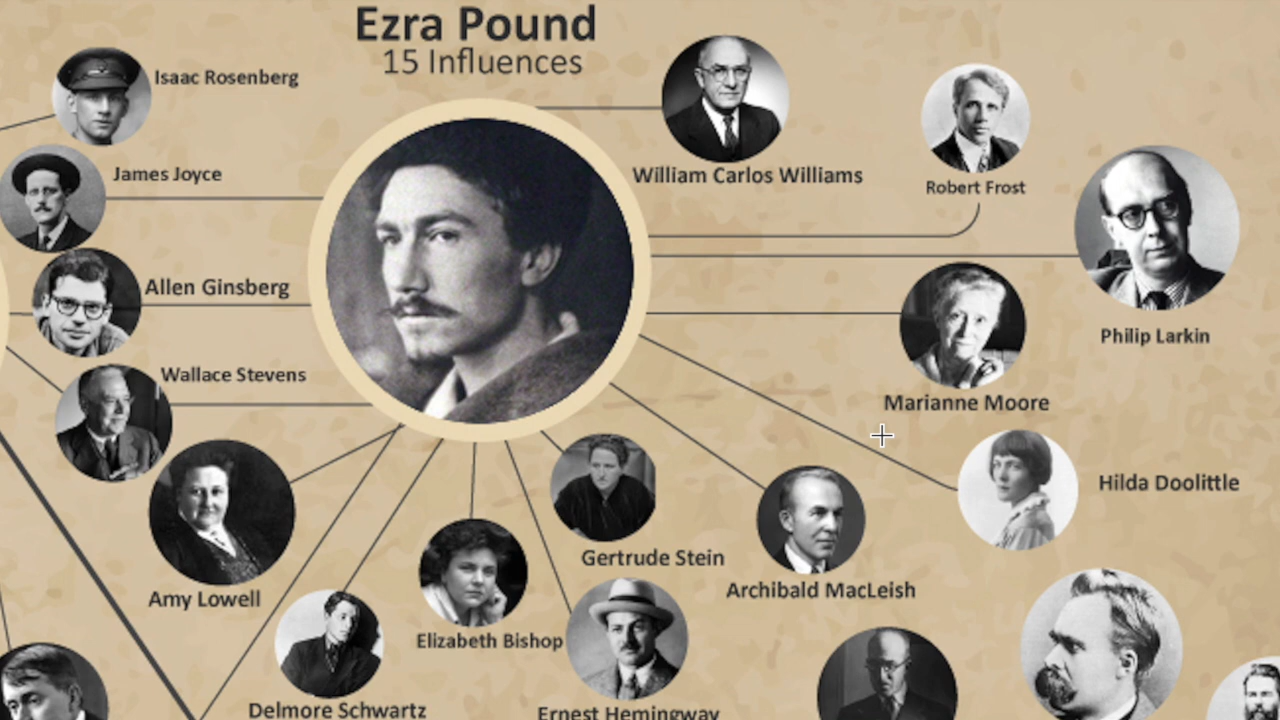 Ezra Pound
15 Influences
Isaac Rosenberg
James Joyce
William Carlos Williams
Robert Frost
Allen Ginsberg
Philip Larkin
Wallace Stevens
Marianne Moore
Hilda Doolittle
Gertrude Stein
Archibald MacLeish
Amy Lowell
Elizabeth Bishop
Delmore Schwartz
Ernest Hemingway